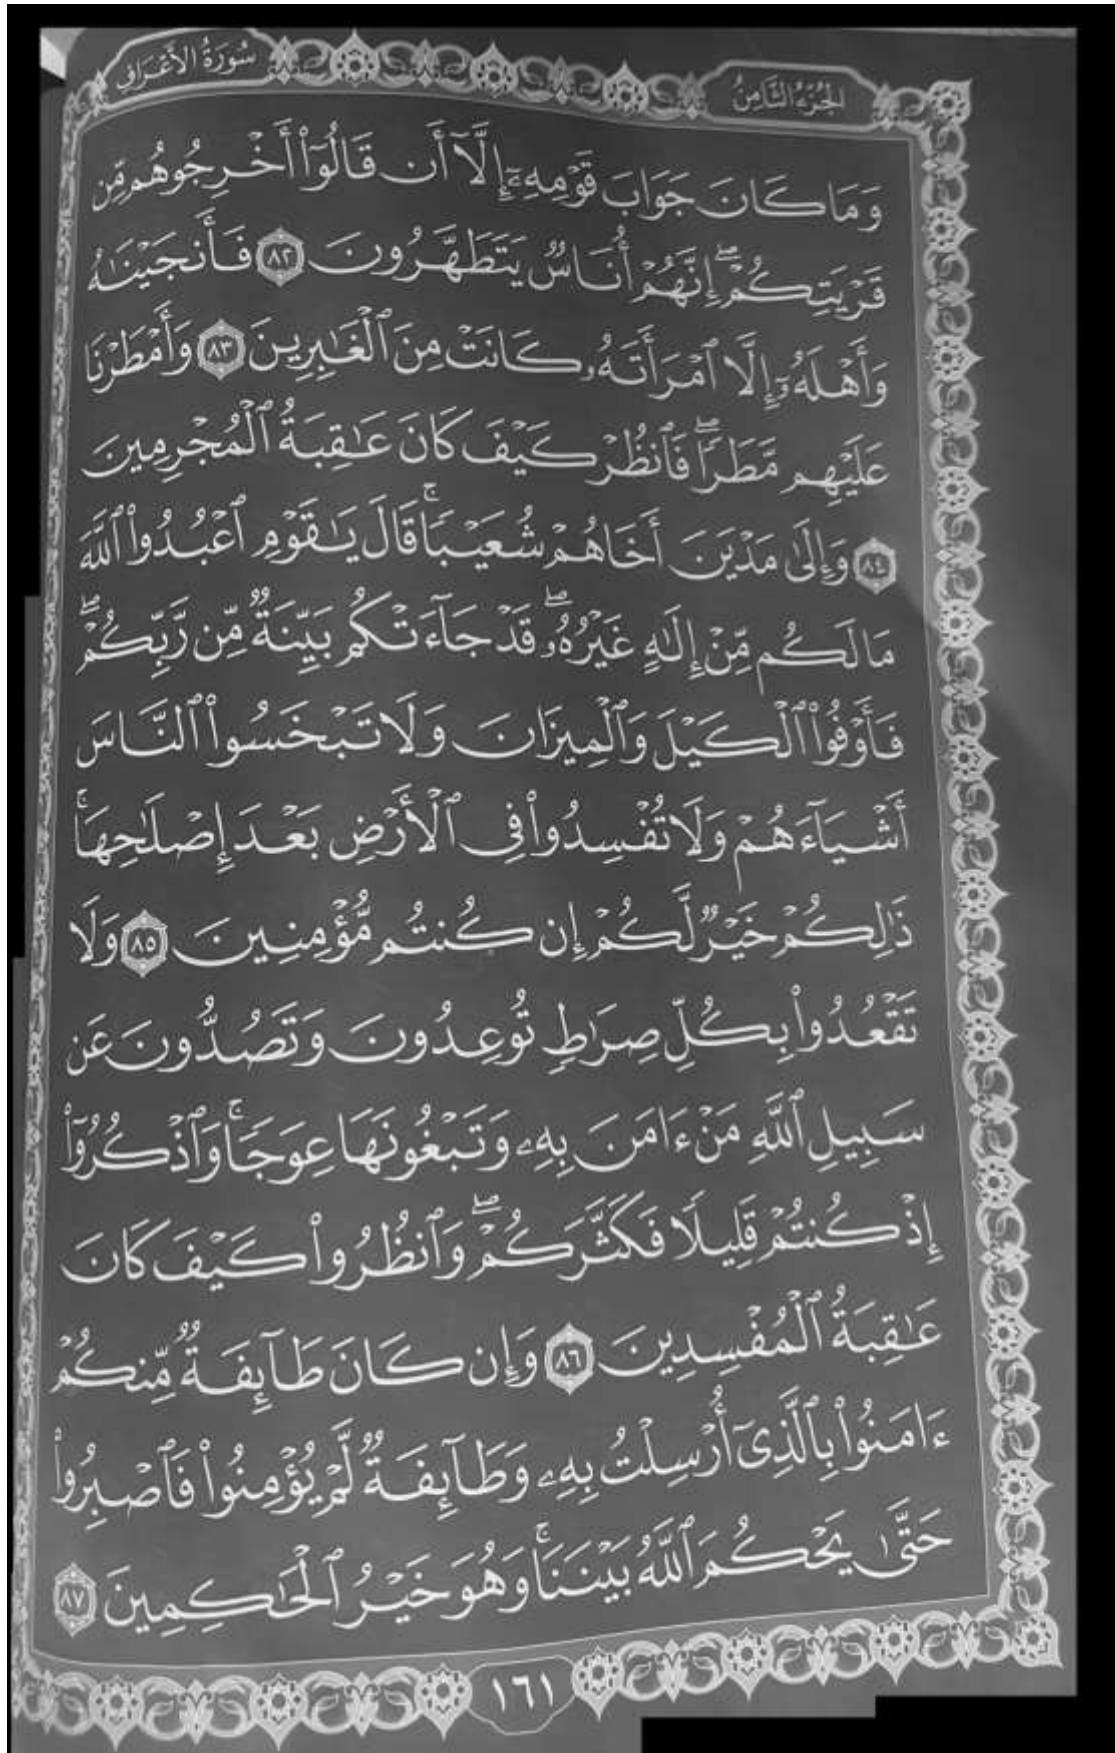 الجُزْءُ الثَّامِنُ
سُورَةُ الأَعْرَافِ
وَمَا كَانَ جَوَابَ قَوْمِهِۦٓ إِلَّآ أَن قَالُوٓا۟ أَخْرِجُوهُم مِّن
قَرْيَتِكُمْ ۖ إِنَّهُمْ أُنَاسٌ يَتَطَهَّرُونَ ٨٢ فَأَنجَيْنَـٰهُ
وَأَهْلَهُۥٓ إِلَّا ٱمْرَأَتَهُۥ كَانَتْ مِنَ ٱلْغَـٰبِرِينَ ٨٣ وَأَمْطَرْنَا
عَلَيْهِم مَّطَرًا ۖ فَٱنظُرْ كَيْفَ كَانَ عَـٰقِبَةُ ٱلْمُجْرِمِينَ
٨٤ وَإِلَىٰ مَدْيَنَ أَخَاهُمْ شُعَيْبًا ۚ قَالَ يَـٰقَوْمِ ٱعْبُدُوا۟ ٱللَّهَ
مَا لَكُم مِّنْ إِلَـٰهٍ غَيْرُهُۥ ۖ قَدْ جَآءَتْكُم بَيِّنَةٌ مِّن رَّبِّكُمْ ۖ
فَأَوْفُوا۟ ٱلْكَيْلَ وَٱلْمِيزَانَ وَلَا تَبْخَسُوا۟ ٱلنَّاسَ
أَشْيَآءَهُمْ وَلَا تُفْسِدُوا۟ فِى ٱلْأَرْضِ بَعْدَ إِصْلَـٰحِهَا ۚ
ذَٰلِكُمْ خَيْرٌ لَّكُمْ إِن كُنتُم مُّؤْمِنِينَ ٨٥ وَلَا
تَقْعُدُوا۟ بِكُلِّ صِرَٰطٍ تُوعِدُونَ وَتَصُدُّونَ عَن
سَبِيلِ ٱللَّهِ مَنْ ءَامَنَ بِهِۦ وَتَبْغُونَهَا عِوَجًا ۚ وَٱذْكُرُوٓا۟
إِذْ كُنتُمْ قَلِيلًا فَكَثَّرَكُمْ ۖ وَٱنظُرُوا۟ كَيْفَ كَانَ
عَـٰقِبَةُ ٱلْمُفْسِدِينَ ٨٦ وَإِن كَانَ طَآئِفَةٌ مِّنكُمْ
ءَامَنُوا۟ بِٱلَّذِىٓ أُرْسِلْتُ بِهِۦ وَطَآئِفَةٌ لَّمْ يُؤْمِنُوا۟ فَٱصْبِرُوا۟
حَتَّىٰ يَحْكُمَ ٱللَّهُ بَيْنَنَا ۚ وَهُوَ خَيْرُ ٱلْحَـٰكِمِينَ ٨٧
١٦١